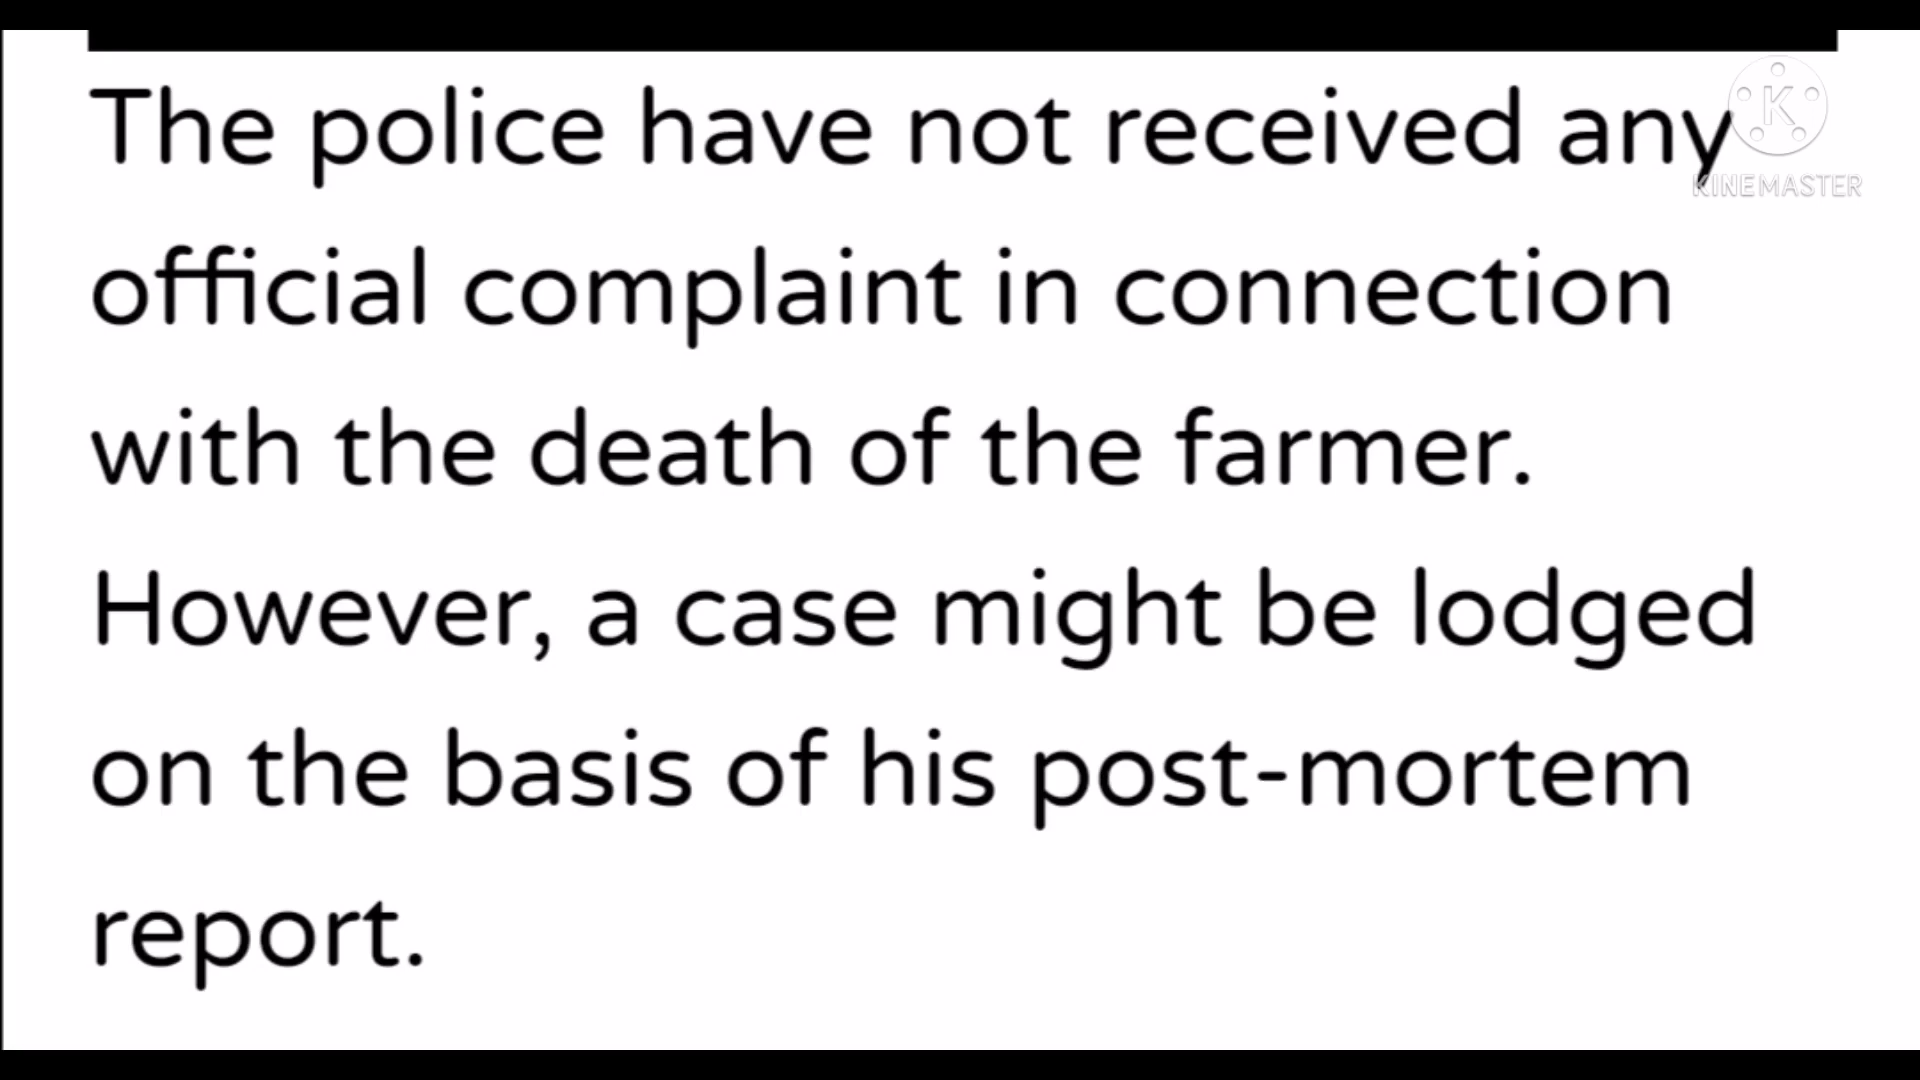 The police have not received any
official complaint in connection
with the death of the farmer.
However, a case might be lodged
on the basis of his post-mortem
report.
K
KINEMASTER